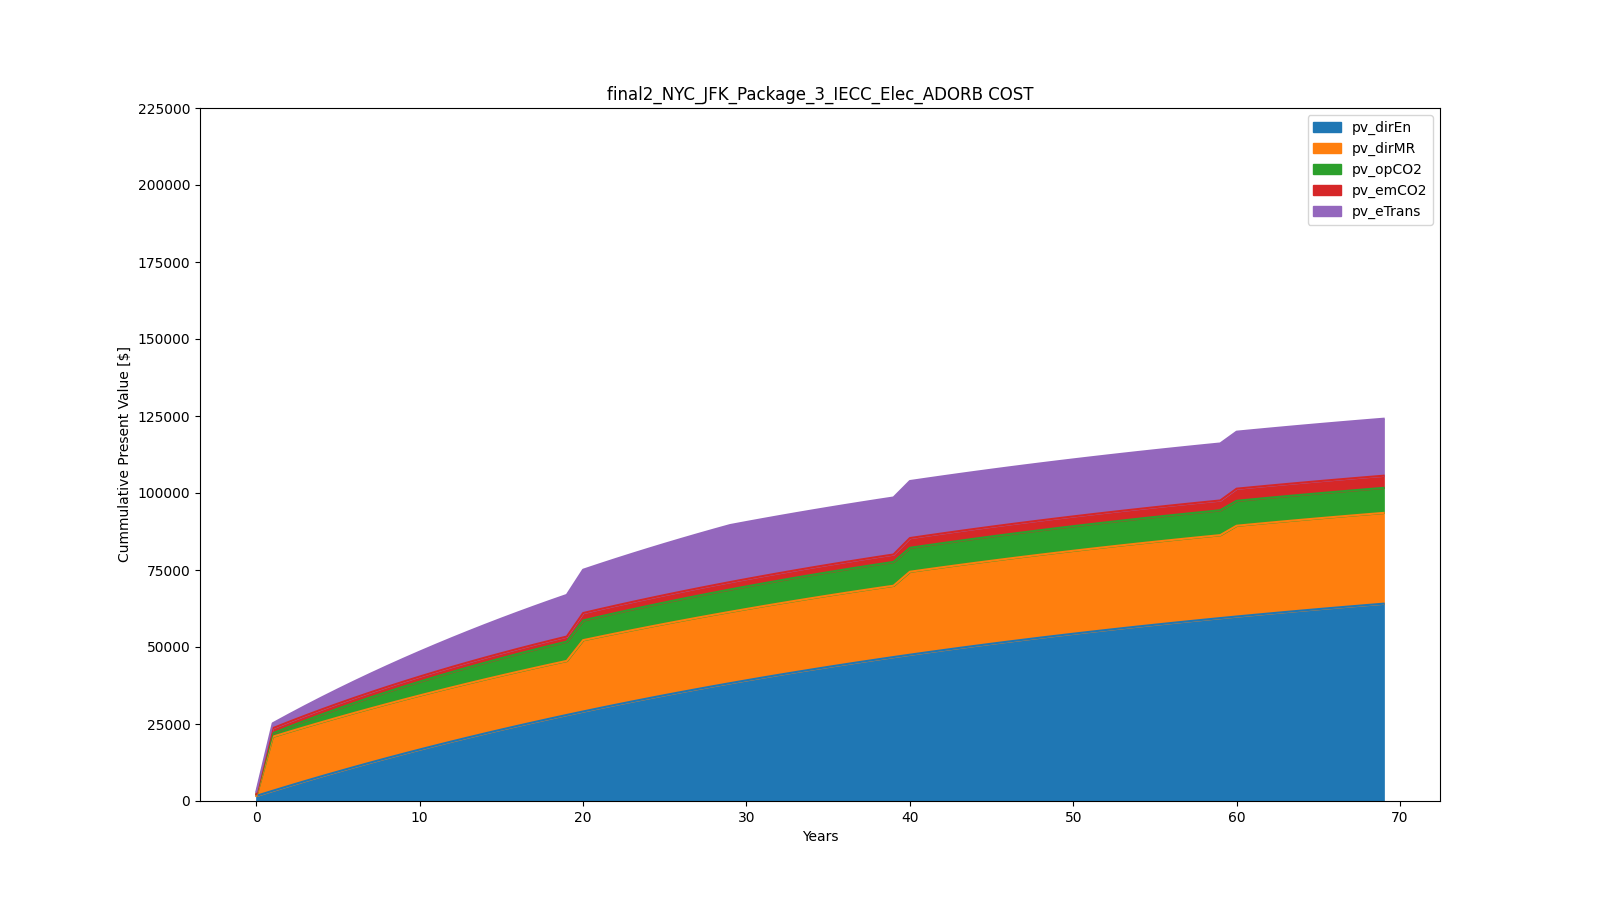 final2_NYC_JFK_Package_3_IECC_Elec_ADORB COST
225000
200000
175000
150000
125000
100000
75000
50000
25000
0
Cummulative Present Value [$]
pv_dirEn
pv_dirMR
pv_opCO2
pv_emCO2
pv_eTrans
0 10 20 30 40 50 60 70
Years